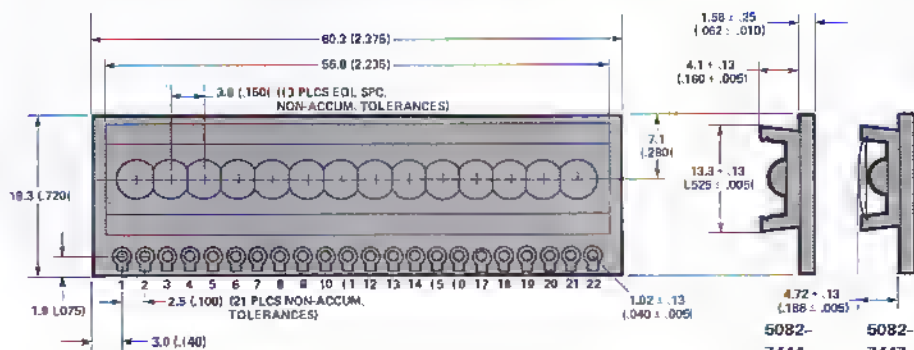 60.3 (2.375)
56.8 (2.235)
3.8 (.150) (13 PLCS EQL SPC.
NON-ACCUM. TOLERANCES)
1.58 ± .25
(.062 ± .010)
4.1 ± .13
(.160 ± .005)
7.1
(.280)
13.3 ± .13
(.525 ± .005)
18.3 (.720)
1.9 (.075)
1 2 3 4 5 6 7 8 9 10 11 12 13 14 15 16 17 18 19 20 21 22
2.5 (.100) (21 PLCS NON-ACCUM.
TOLERANCES)
3.0 (.140)
1.02 ± .13
(.040 ± .005)
4.72 ± .13
(.186 ± .005)
5082-
5082-